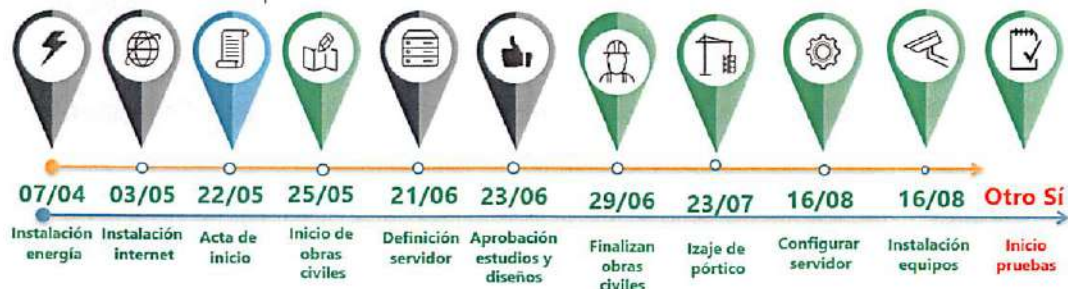 07/04 03/05 22/05 25/05 21/06 23/06 29/06 23/07 16/08 16/08 Otro Sí
Instalación energía
Instalación internet
Acta de inicio
Inicio de obras civiles
Definición servidor
Aprobación estudios y diseños
Finalizan obras civiles
Izaje de pórtico
Configurar servidor
Instalación equipos
Inicio pruebas